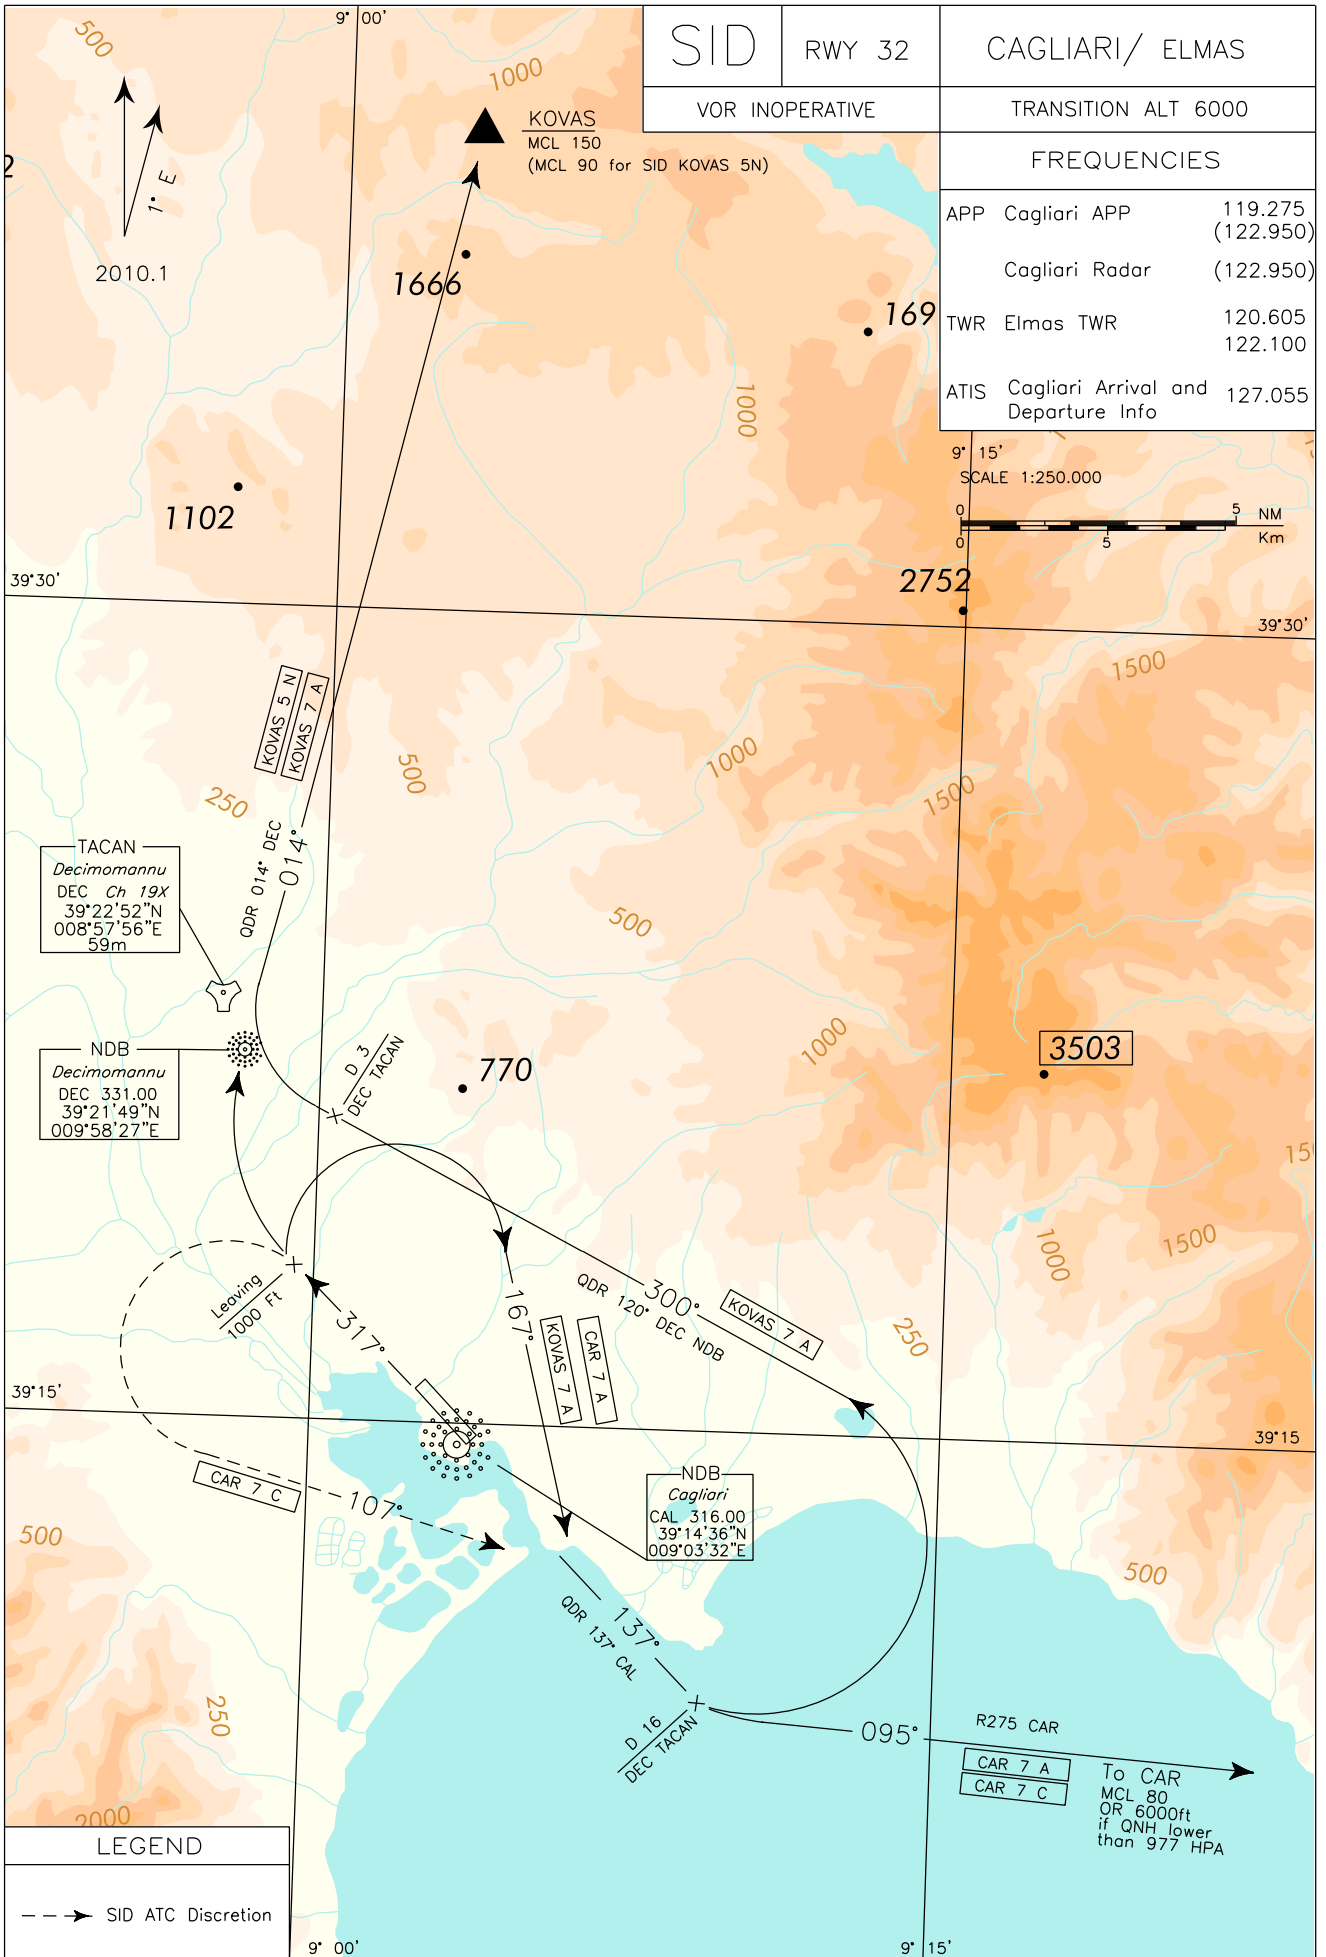 SID
RWY 32
CAGLIARI/ ELMAS
VOR INOPERATIVE
TRANSITION ALT 6000
FREQUENCIES
APP Cagliari APP 119.275
(122.950)
Cagliari Radar (122.950)
TWR Elmas TWR 120.605
122.100
ATIS Cagliari Arrival and 127.055
Departure Info
9° 00'
500
1000
KOVAS
MCL 150
(MCL 90 for SID KOVAS 5N)
2
1° E
2010.1
1666
169
1000
9° 15'
SCALE 1:250.000
0 5 NM
0 5 Km
1102
39°30'
2752
39°30'
1500
KOVAS 5 N
KOVAS 7 A
500
1000
1500
250
QDR 014° DEC
014°
TACAN
Decimomannu
DEC Ch 19X
39°22'52"N
008°57'56"E
59m
500
NDB
Decimomannu
DEC 331.00
39°21'49"N
009°58'27"E
D 3
DEC TACAN
770
1000
3503
150
1500
1000
Leaving
1000 Ft
317°
167°
KOVAS 7 A
CAR 7 A
300°
QDR 120° DEC NDB
KOVAS 7 A
250
39°15'
39°15
CAR 7 C
107°
NDB
Cagliari
CAL 316.00
39°14'36"N
009°03'32"E
500
500
137°
QDR 137° CAL
250
D 16
DEC TACAN
095°
R275 CAR
CAR 7 A
CAR 7 C
To CAR
MCL 80
OR 6000ft
if QNH lower
than 977 HPA
2000
LEGEND
SID ATC Discretion
9° 00'
9° 15'